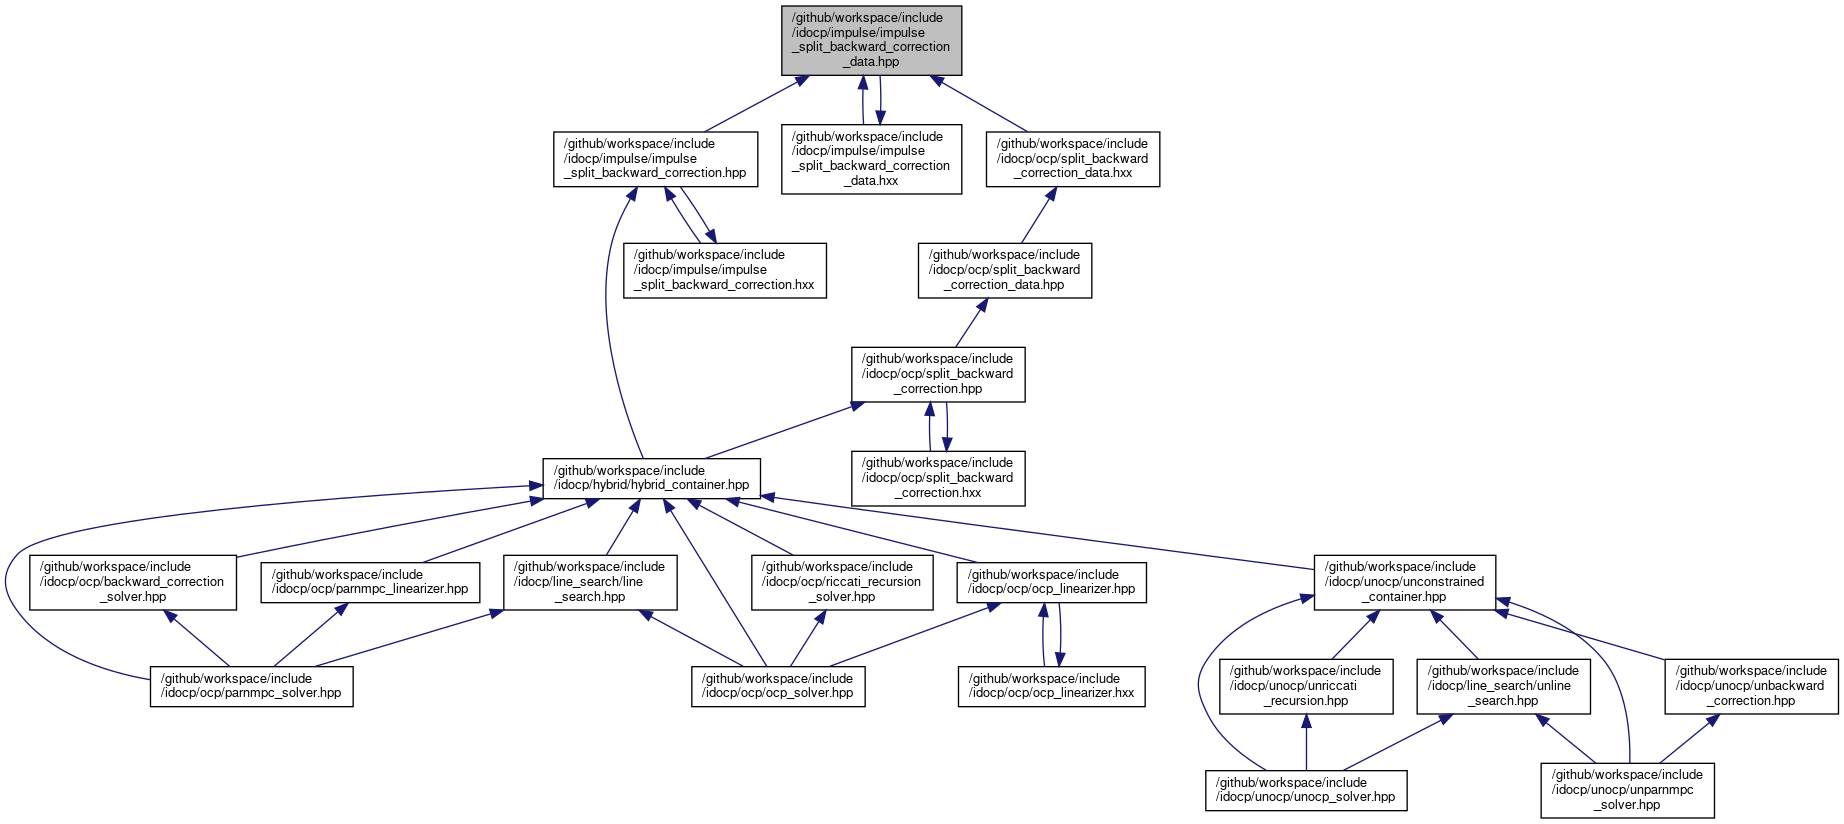 /github/workspace/include
/idocp/impulse/impulse
_split_backward_correction
_data.hpp
/github/workspace/include
/idocp/impulse/impulse
_split_backward_correction.hpp
/github/workspace/include
/idocp/impulse/impulse
_split_backward_correction
_data.hxx
/github/workspace/include
/idocp/ocp/split_backward
_correction_data.hxx
/github/workspace/include
/idocp/impulse/impulse
_split_backward_correction.hxx
/github/workspace/include
/idocp/ocp/split_backward
_correction_data.hpp
/github/workspace/include
/idocp/ocp/split_backward
_correction.hpp
/github/workspace/include
/idocp/hybrid/hybrid_container.hpp
/github/workspace/include
/idocp/ocp/split_backward
_correction.hxx
/github/workspace/include
/idocp/ocp/backward_correction
_solver.hpp
/github/workspace/include
/idocp/ocp/parnmpc_linearizer.hpp
/github/workspace/include
/idocp/line_search/line
_search.hpp
/github/workspace/include
/idocp/ocp/riccati_recursion
_solver.hpp
/github/workspace/include
/idocp/ocp/ocp_linearizer.hpp
/github/workspace/include
/idocp/unocp/unconstrained
_container.hpp
/github/workspace/include
/idocp/ocp/parnmpc_solver.hpp
/github/workspace/include
/idocp/ocp/ocp_solver.hpp
/github/workspace/include
/idocp/ocp/ocp_linearizer.hxx
/github/workspace/include
/idocp/unocp/unriccati
_recursion.hpp
/github/workspace/include
/idocp/line_search/unline
_search.hpp
/github/workspace/include
/idocp/unocp/unbackward
_correction.hpp
/github/workspace/include
/idocp/unocp/unocp_solver.hpp
/github/workspace/include
/idocp/unocp/unparnmpc
_solver.hpp